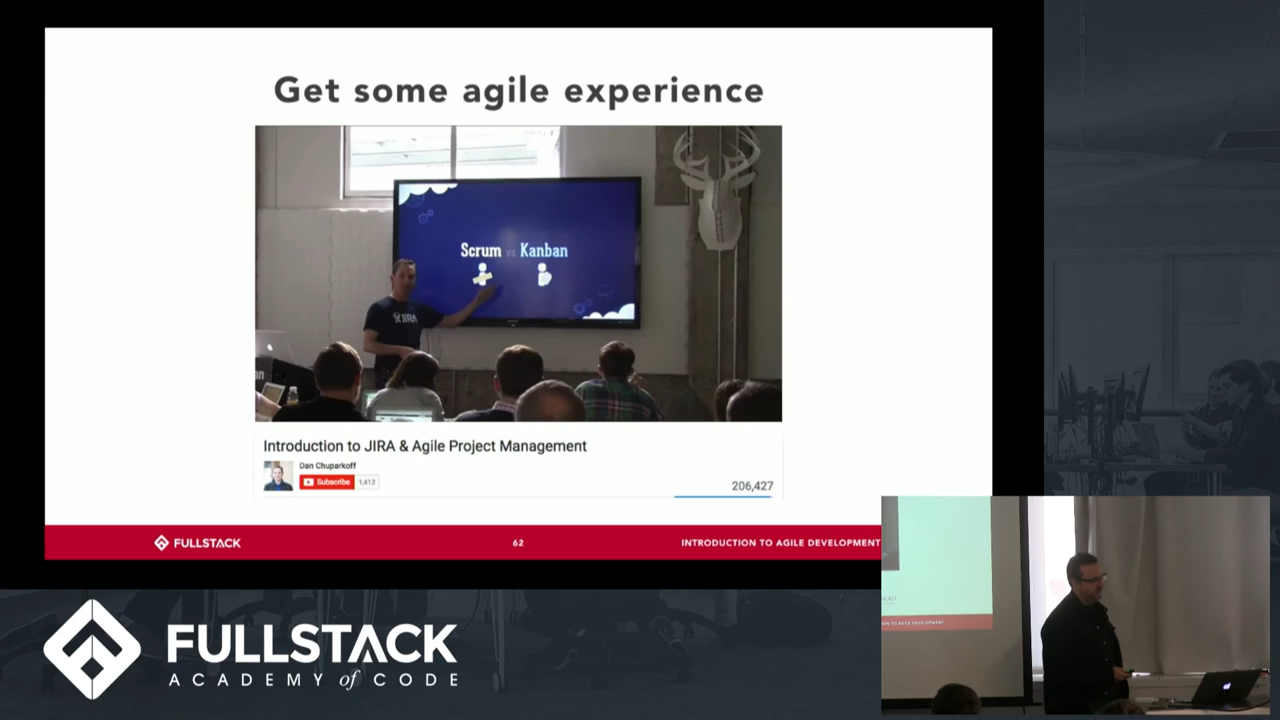 Get some agile experience
Scrum vs Kanban
JIRA
Introduction to JIRA & Agile Project Management
Dan Chuparkoff
Subscribe 1,412
206,427
FULLSTACK
62
INTRODUCTION TO AGILE DEVELOPMENT
FULLSTACK
ACADEMY of CODE